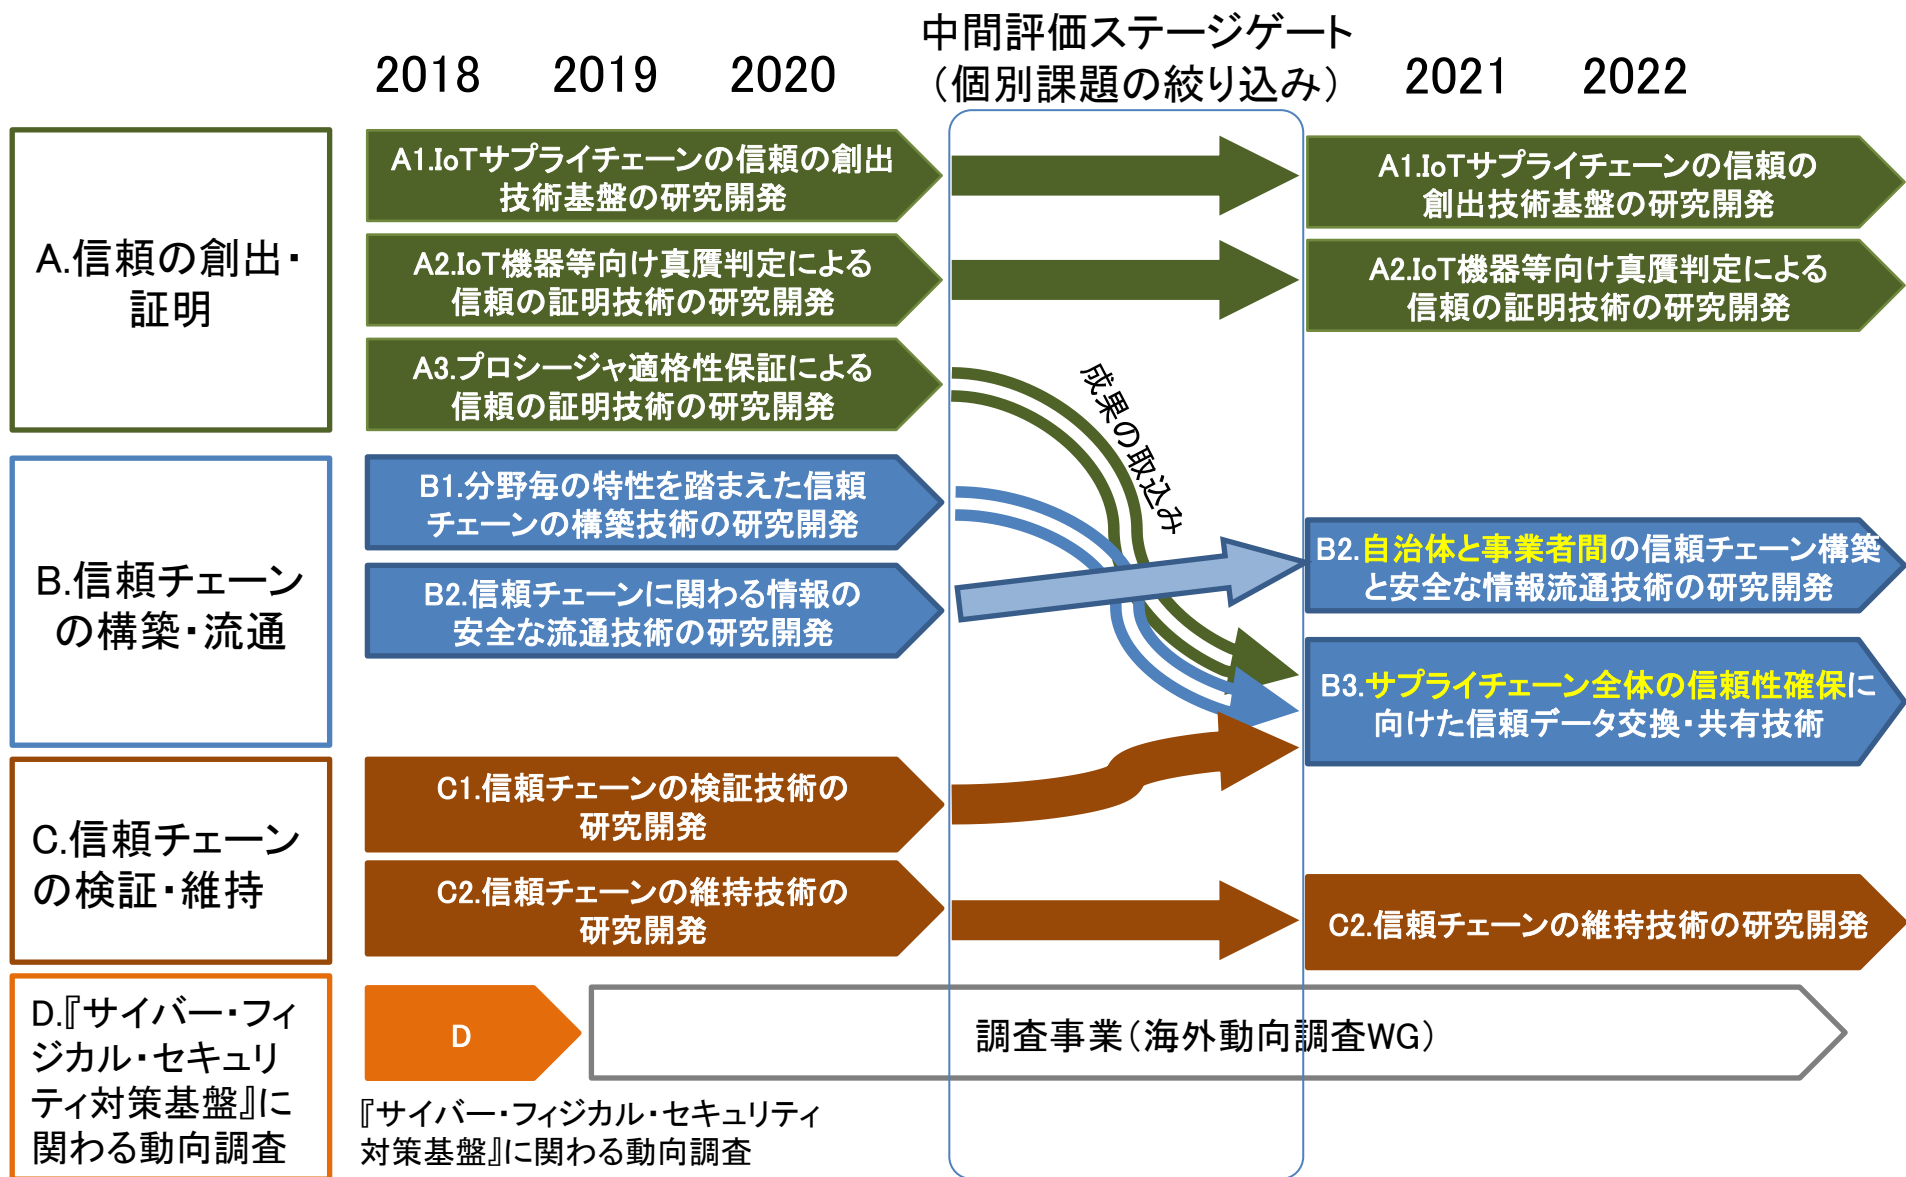 2018 2019 2020
中間評価ステージゲート
（個別課題の絞り込み）
2021 2022
A.信頼の創出・
証明
A1.IoTサプライチェーンの信頼の創出
技術基盤の研究開発
A2.IoT機器等向け真贋判定による
信頼の証明技術の研究開発
A3.プロシージャ適格性保証による
信頼の証明技術の研究開発
A1.IoTサプライチェーンの信頼の
創出技術基盤の研究開発
A2.IoT機器等向け真贋判定による
信頼の証明技術の研究開発
成果の取込み
B.信頼チェーン
の構築・流通
B1.分野毎の特性を踏まえた信頼
チェーンの構築技術の研究開発
B2.信頼チェーンに関わる情報の
安全な流通技術の研究開発
B2.自治体と事業者間の信頼チェーン構築
と安全な情報流通技術の研究開発
B3.サプライチェーン全体の信頼性確保に
向けた信頼データ交換・共有技術
C.信頼チェーン
の検証・維持
C1.信頼チェーンの検証技術の
研究開発
C2.信頼チェーンの維持技術の
研究開発
C2.信頼チェーンの維持技術の研究開発
D.『サイバー・フィ
ジカル・セキュリ
ティ対策基盤』に
関わる動向調査
D
調査事業（海外動向調査WG）
『サイバー・フィジカル・セキュリティ
対策基盤』に関わる動向調査